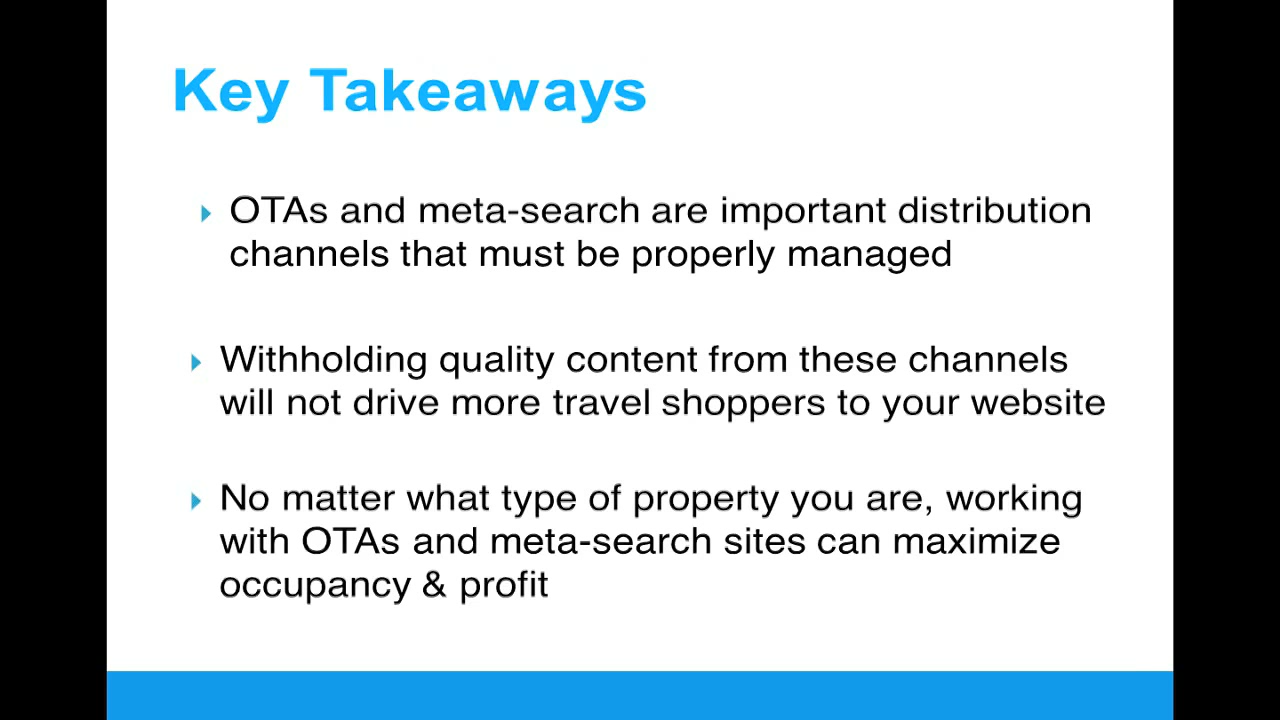 Key Takeaways
OTAs and meta-search are important distribution
channels that must be properly managed
Withholding quality content from these channels
will not drive more travel shoppers to your website
No matter what type of property you are, working
with OTAs and meta-search sites can maximize
occupancy & profit